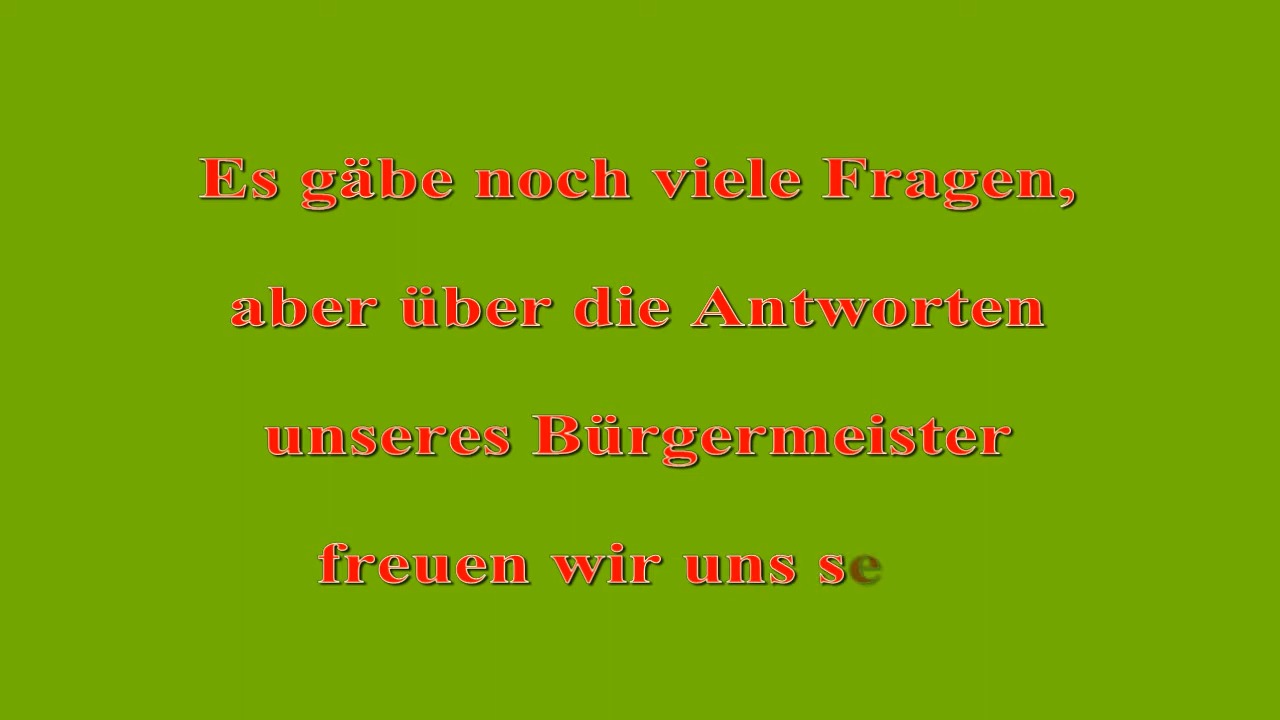 Es gäbe noch viele Fragen,
aber über die Antworten
unseres Bürgermeister
freuen wir uns se